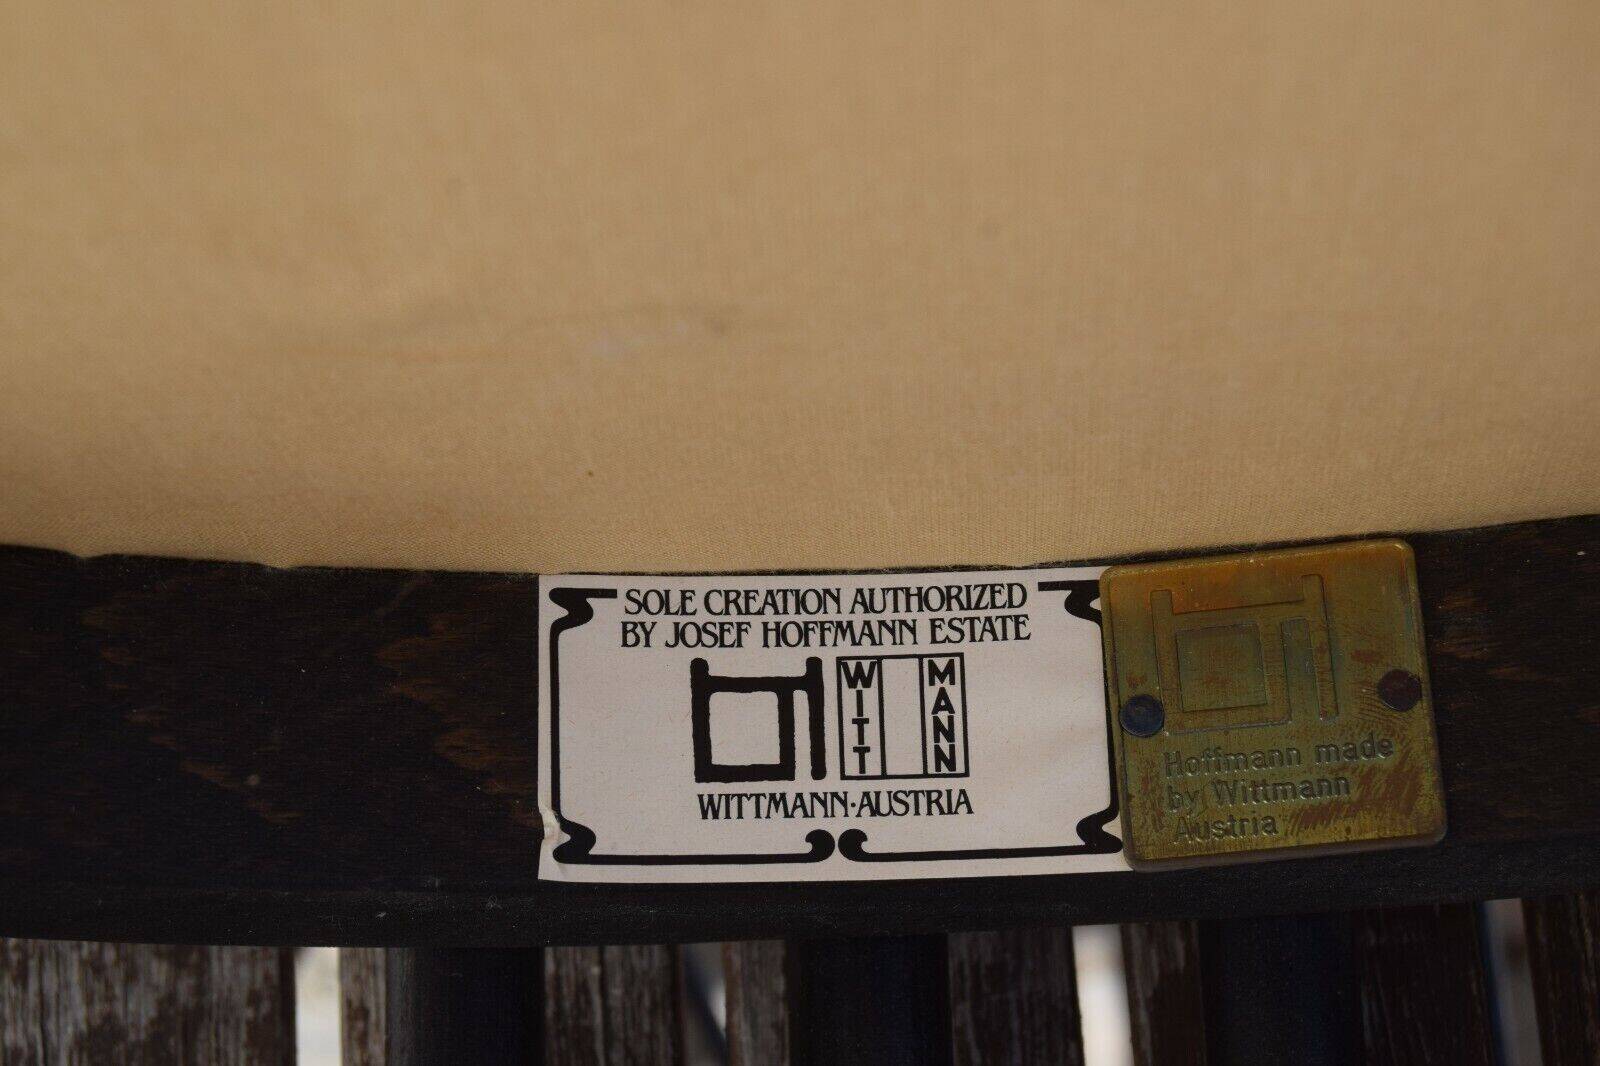 SOLE CREATION AUTHORIZED
BY JOSEF HOFFMANN ESTATE
WITT MANN
WITTMANN·AUSTRIA
Hoffmann made
by Wittmann
Austria